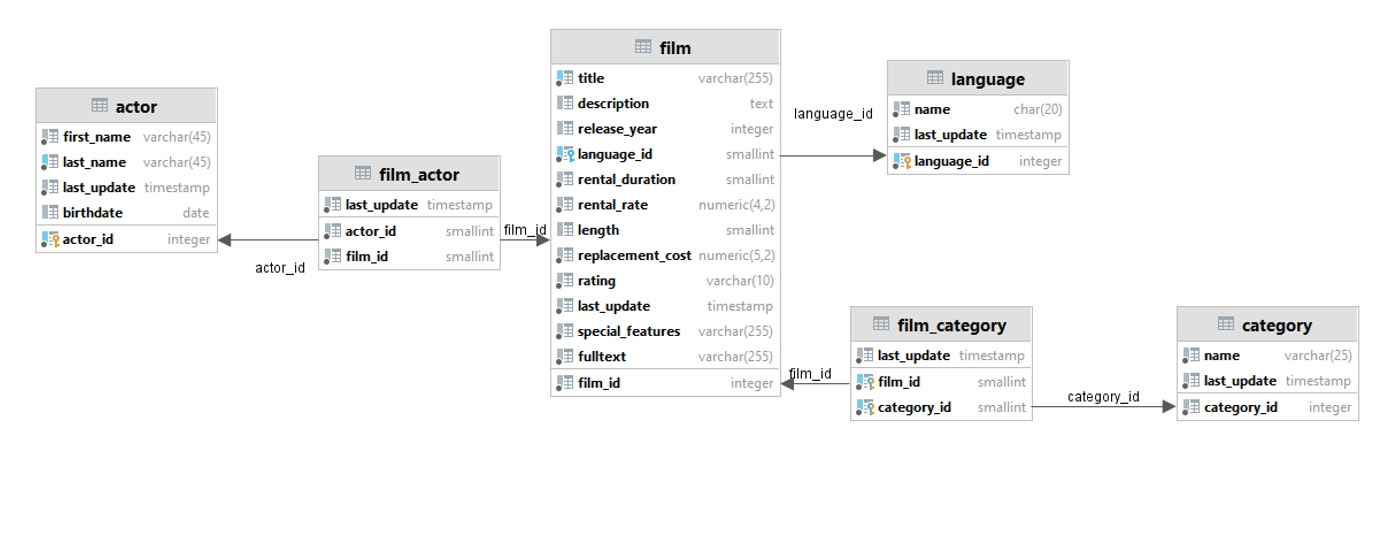 actor
first_name varchar(45)
last_name varchar(45)
last_update timestamp
birthdate date
actor_id integer
actor_id
film_actor
last_update timestamp
actor_id smallint
film_id smallint
film_id
film
title varchar(255)
description text
release_year integer
language_id smallint
rental_duration smallint
rental_rate numeric(4,2)
length smallint
replacement_cost numeric(5,2)
rating varchar(10)
last_update timestamp
special_features varchar(255)
fulltext varchar(255)
film_id integer
language_id
language
name char(20)
last_update timestamp
language_id integer
film_id
film_category
last_update timestamp
film_id smallint
category_id smallint
category_id
category
name varchar(25)
last_update timestamp
category_id integer